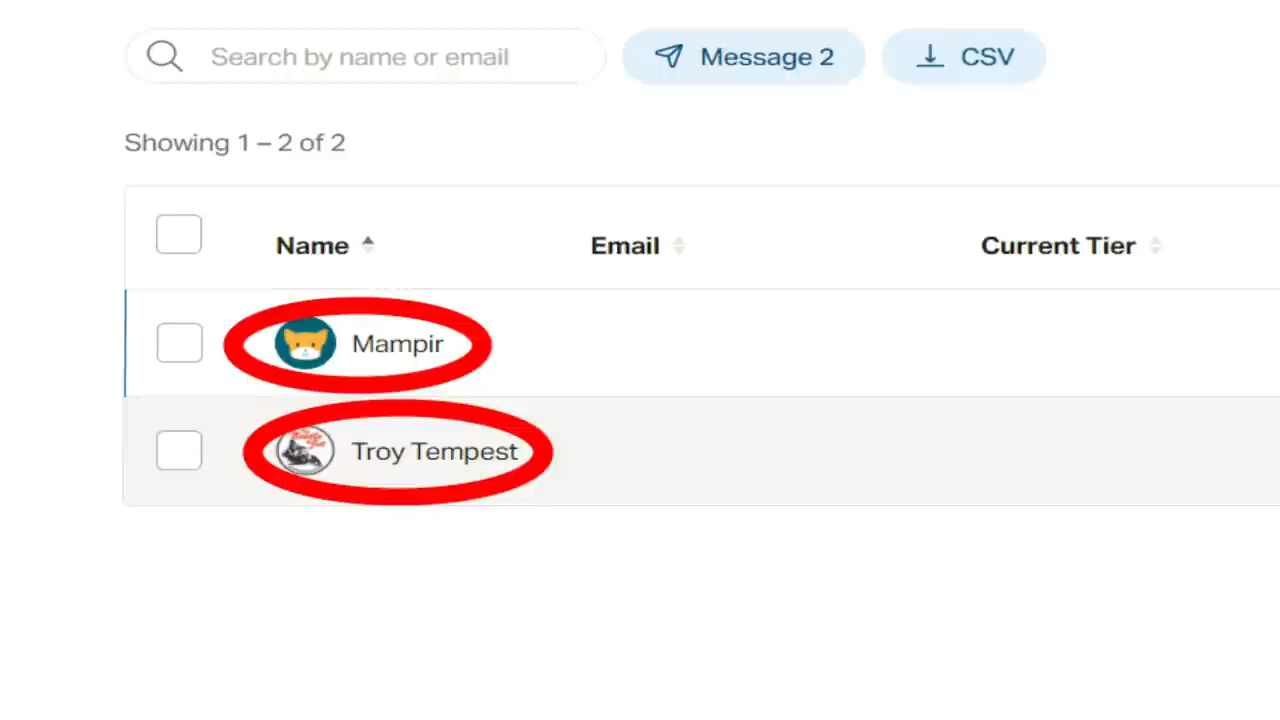 Search by name or email
Message 2
CSV
Showing 1 – 2 of 2
Name Email Current Tier
Mampir
Troy Tempest